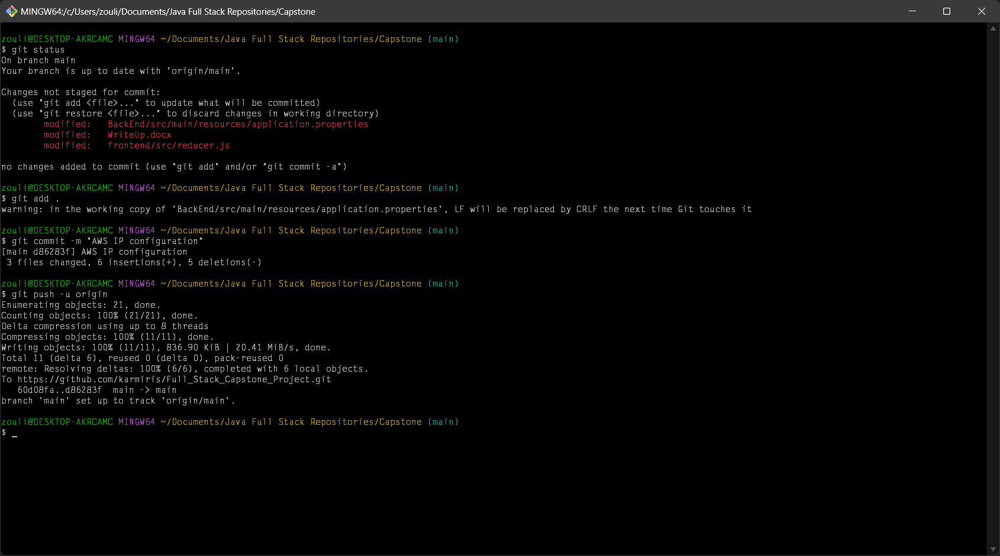 MINGW64:/c/Users/zouli/Documents/Java Full Stack Repositories/Capstone
zouli@DESKTOP-AKRCAMC MINGW64 ~/Documents/Java Full Stack Repositories/Capstone (main)
$ git status
On branch main
Your branch is up to date with 'origin/main'.
Changes not staged for commit:
  (use "git add <file>..." to update what will be committed)
  (use "git restore <file>..." to discard changes in working directory)
        modified:   BackEnd/src/main/resources/application.properties
        modified:   WriteUp.docx
        modified:   frontend/src/reducer.js
no changes added to commit (use "git add" and/or "git commit -a")
zouli@DESKTOP-AKRCAMC MINGW64 ~/Documents/Java Full Stack Repositories/Capstone (main)
$ git add .
warning: in the working copy of 'BackEnd/src/main/resources/application.properties', LF will be replaced by CRLF the next time Git touches it
zouli@DESKTOP-AKRCAMC MINGW64 ~/Documents/Java Full Stack Repositories/Capstone (main)
$ git commit -m "AWS IP configuration"
[main d86283f] AWS IP configuration
 3 files changed, 6 insertions(+), 5 deletions(-)
zouli@DESKTOP-AKRCAMC MINGW64 ~/Documents/Java Full Stack Repositories/Capstone (main)
$ git push -u origin
Enumerating objects: 21, done.
Counting objects: 100% (21/21), done.
Delta compression using up to 8 threads
Compressing objects: 100% (11/11), done.
Writing objects: 100% (11/11), 836.90 KiB | 20.41 MiB/s, done.
Total 11 (delta 6), reused 0 (delta 0), pack-reused 0
remote: Resolving deltas: 100% (6/6), completed with 6 local objects.
To https://github.com/karmiris/Full_Stack_Capstone_Project.git
   60d08fa..d86283f  main -> main
branch 'main' set up to track 'origin/main'.
zouli@DESKTOP-AKRCAMC MINGW64 ~/Documents/Java Full Stack Repositories/Capstone (main)
$ _